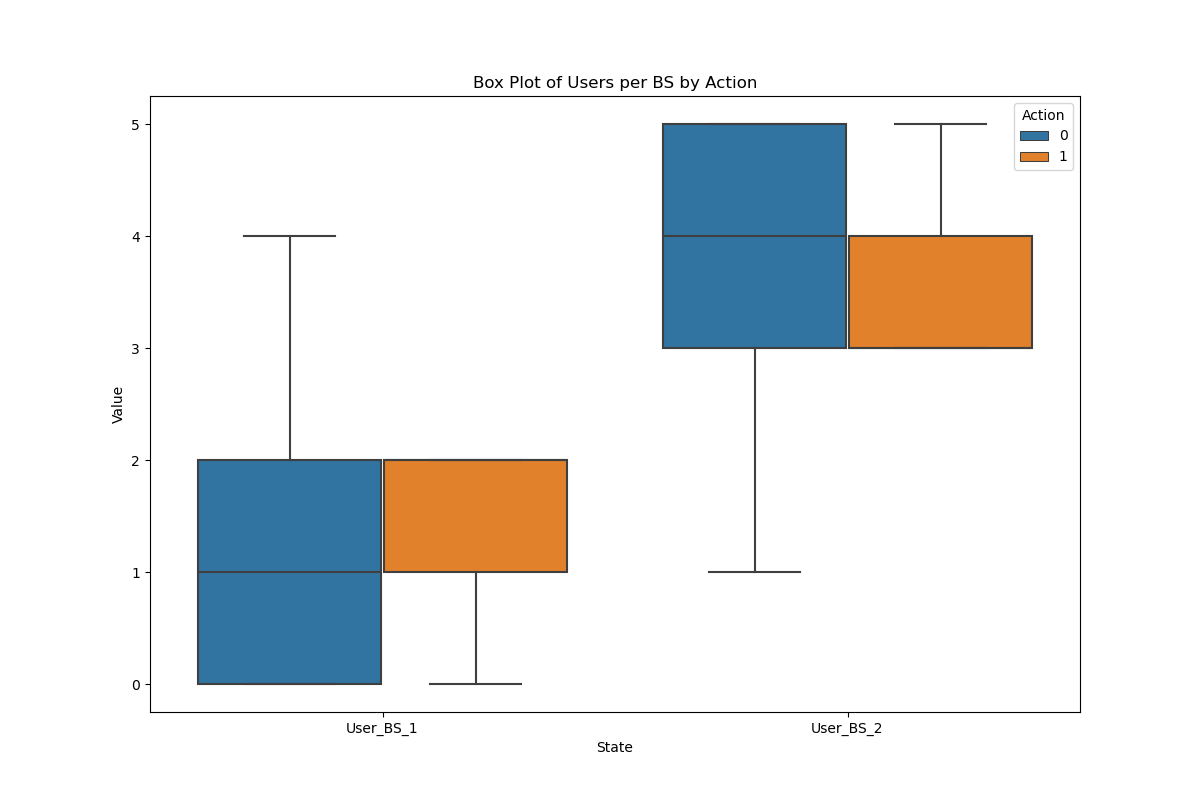 Box Plot of Users per BS by Action
Action
0
1
5
4
3
2
1
0
Value
User_BS_1
User_BS_2
State